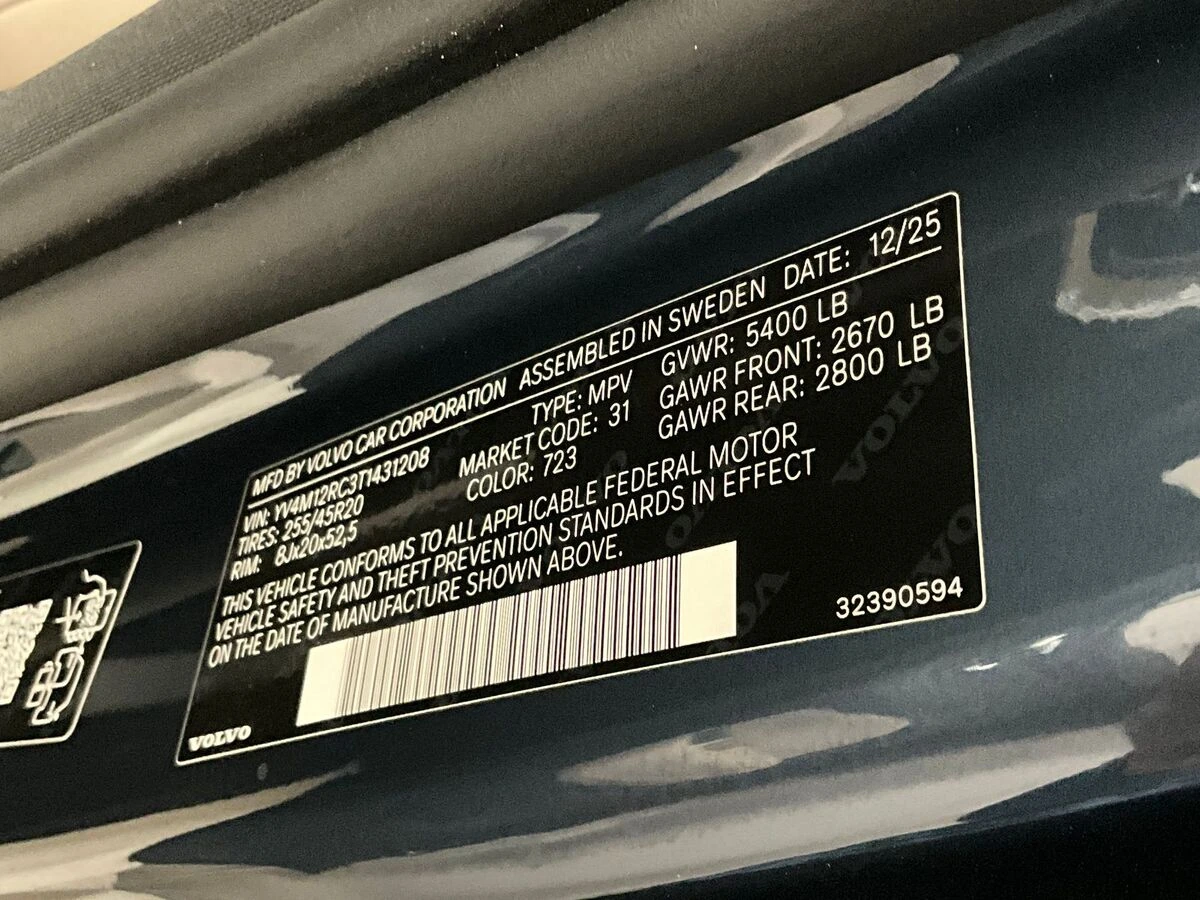 MFD BY VOLVO CAR CORPORATION ASSEMBLED IN SWEDEN DATE: 12/25
VIN: YV4M12RC3T1431208 TYPE: MPV GVWR: 5400 LB
TIRES: 255/45R20 MARKET CODE: 31 GAWR FRONT: 2670 LB
RIM: 8Jx20x52,5 COLOR: 723 GAWR REAR: 2800 LB
THIS VEHICLE CONFORMS TO ALL APPLICABLE FEDERAL MOTOR
VEHICLE SAFETY AND THEFT PREVENTION STANDARDS IN EFFECT
ON THE DATE OF MANUFACTURE SHOWN ABOVE.
32390594
VOLVO